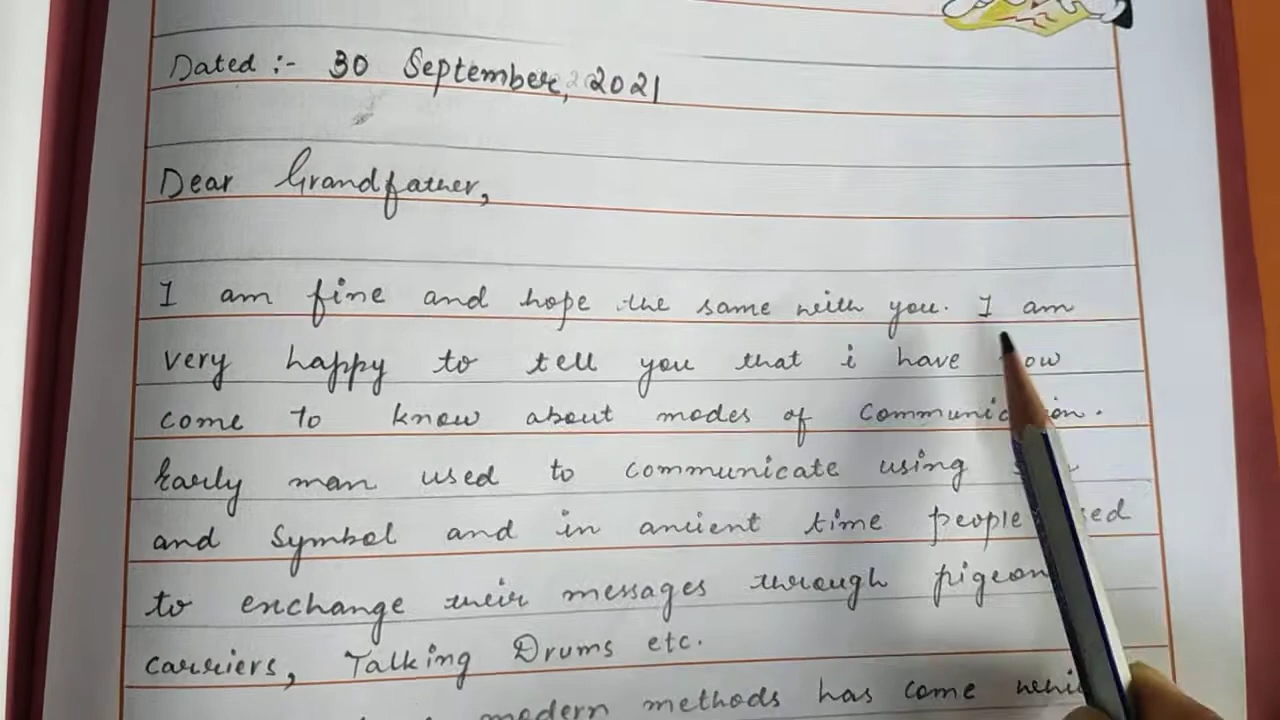 Dated :- 30 September, 2021
Dear Grandfather,
I am fine and hope the same with you. I am
very happy to tell you that i have
come to know about modes of
Early man used to communicate using
and Symbol and in ancient time people
to exchange their messages through pigeon
carriers, Talking Drums etc.
modern methods has come